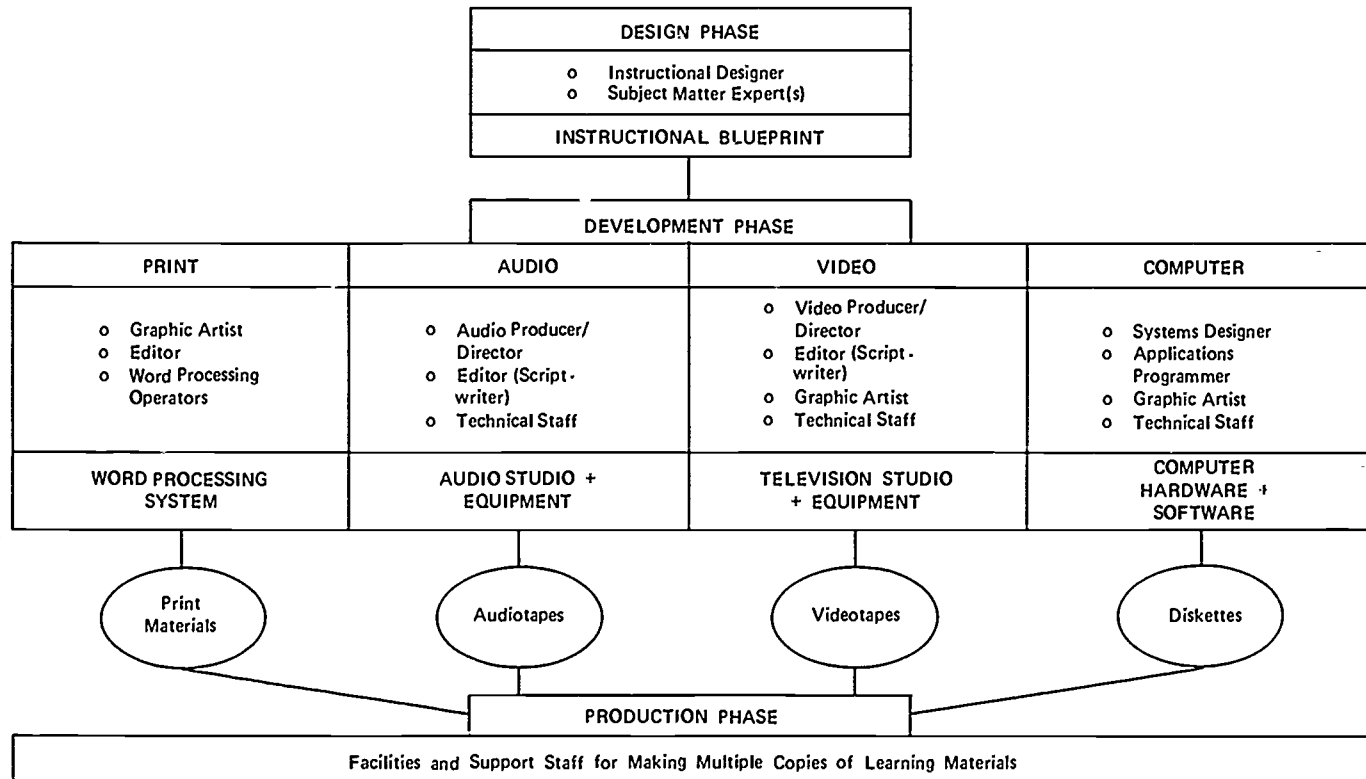 DESIGN PHASE
o Instructional Designer
o Subject Matter Expert(s)
INSTRUCTIONAL BLUEPRINT
DEVELOPMENT PHASE
PRINT
o Graphic Artist
o Editor
o Word Processing
Operators
WORD PROCESSING
SYSTEM
AUDIO
o Audio Producer/
Director
o Editor (Script-
writer)
o Technical Staff
AUDIO STUDIO +
EQUIPMENT
VIDEO
o Video Producer/
Director
o Editor (Script-
writer)
o Graphic Artist
o Technical Staff
TELEVISION STUDIO
+ EQUIPMENT
COMPUTER
o Systems Designer
o Applications
Programmer
o Graphic Artist
o Technical Staff
COMPUTER
HARDWARE +
SOFTWARE
Print
Materials
Audiotapes
Videotapes
Diskettes
PRODUCTION PHASE
Facilities and Support Staff for Making Multiple Copies of Learning Materials